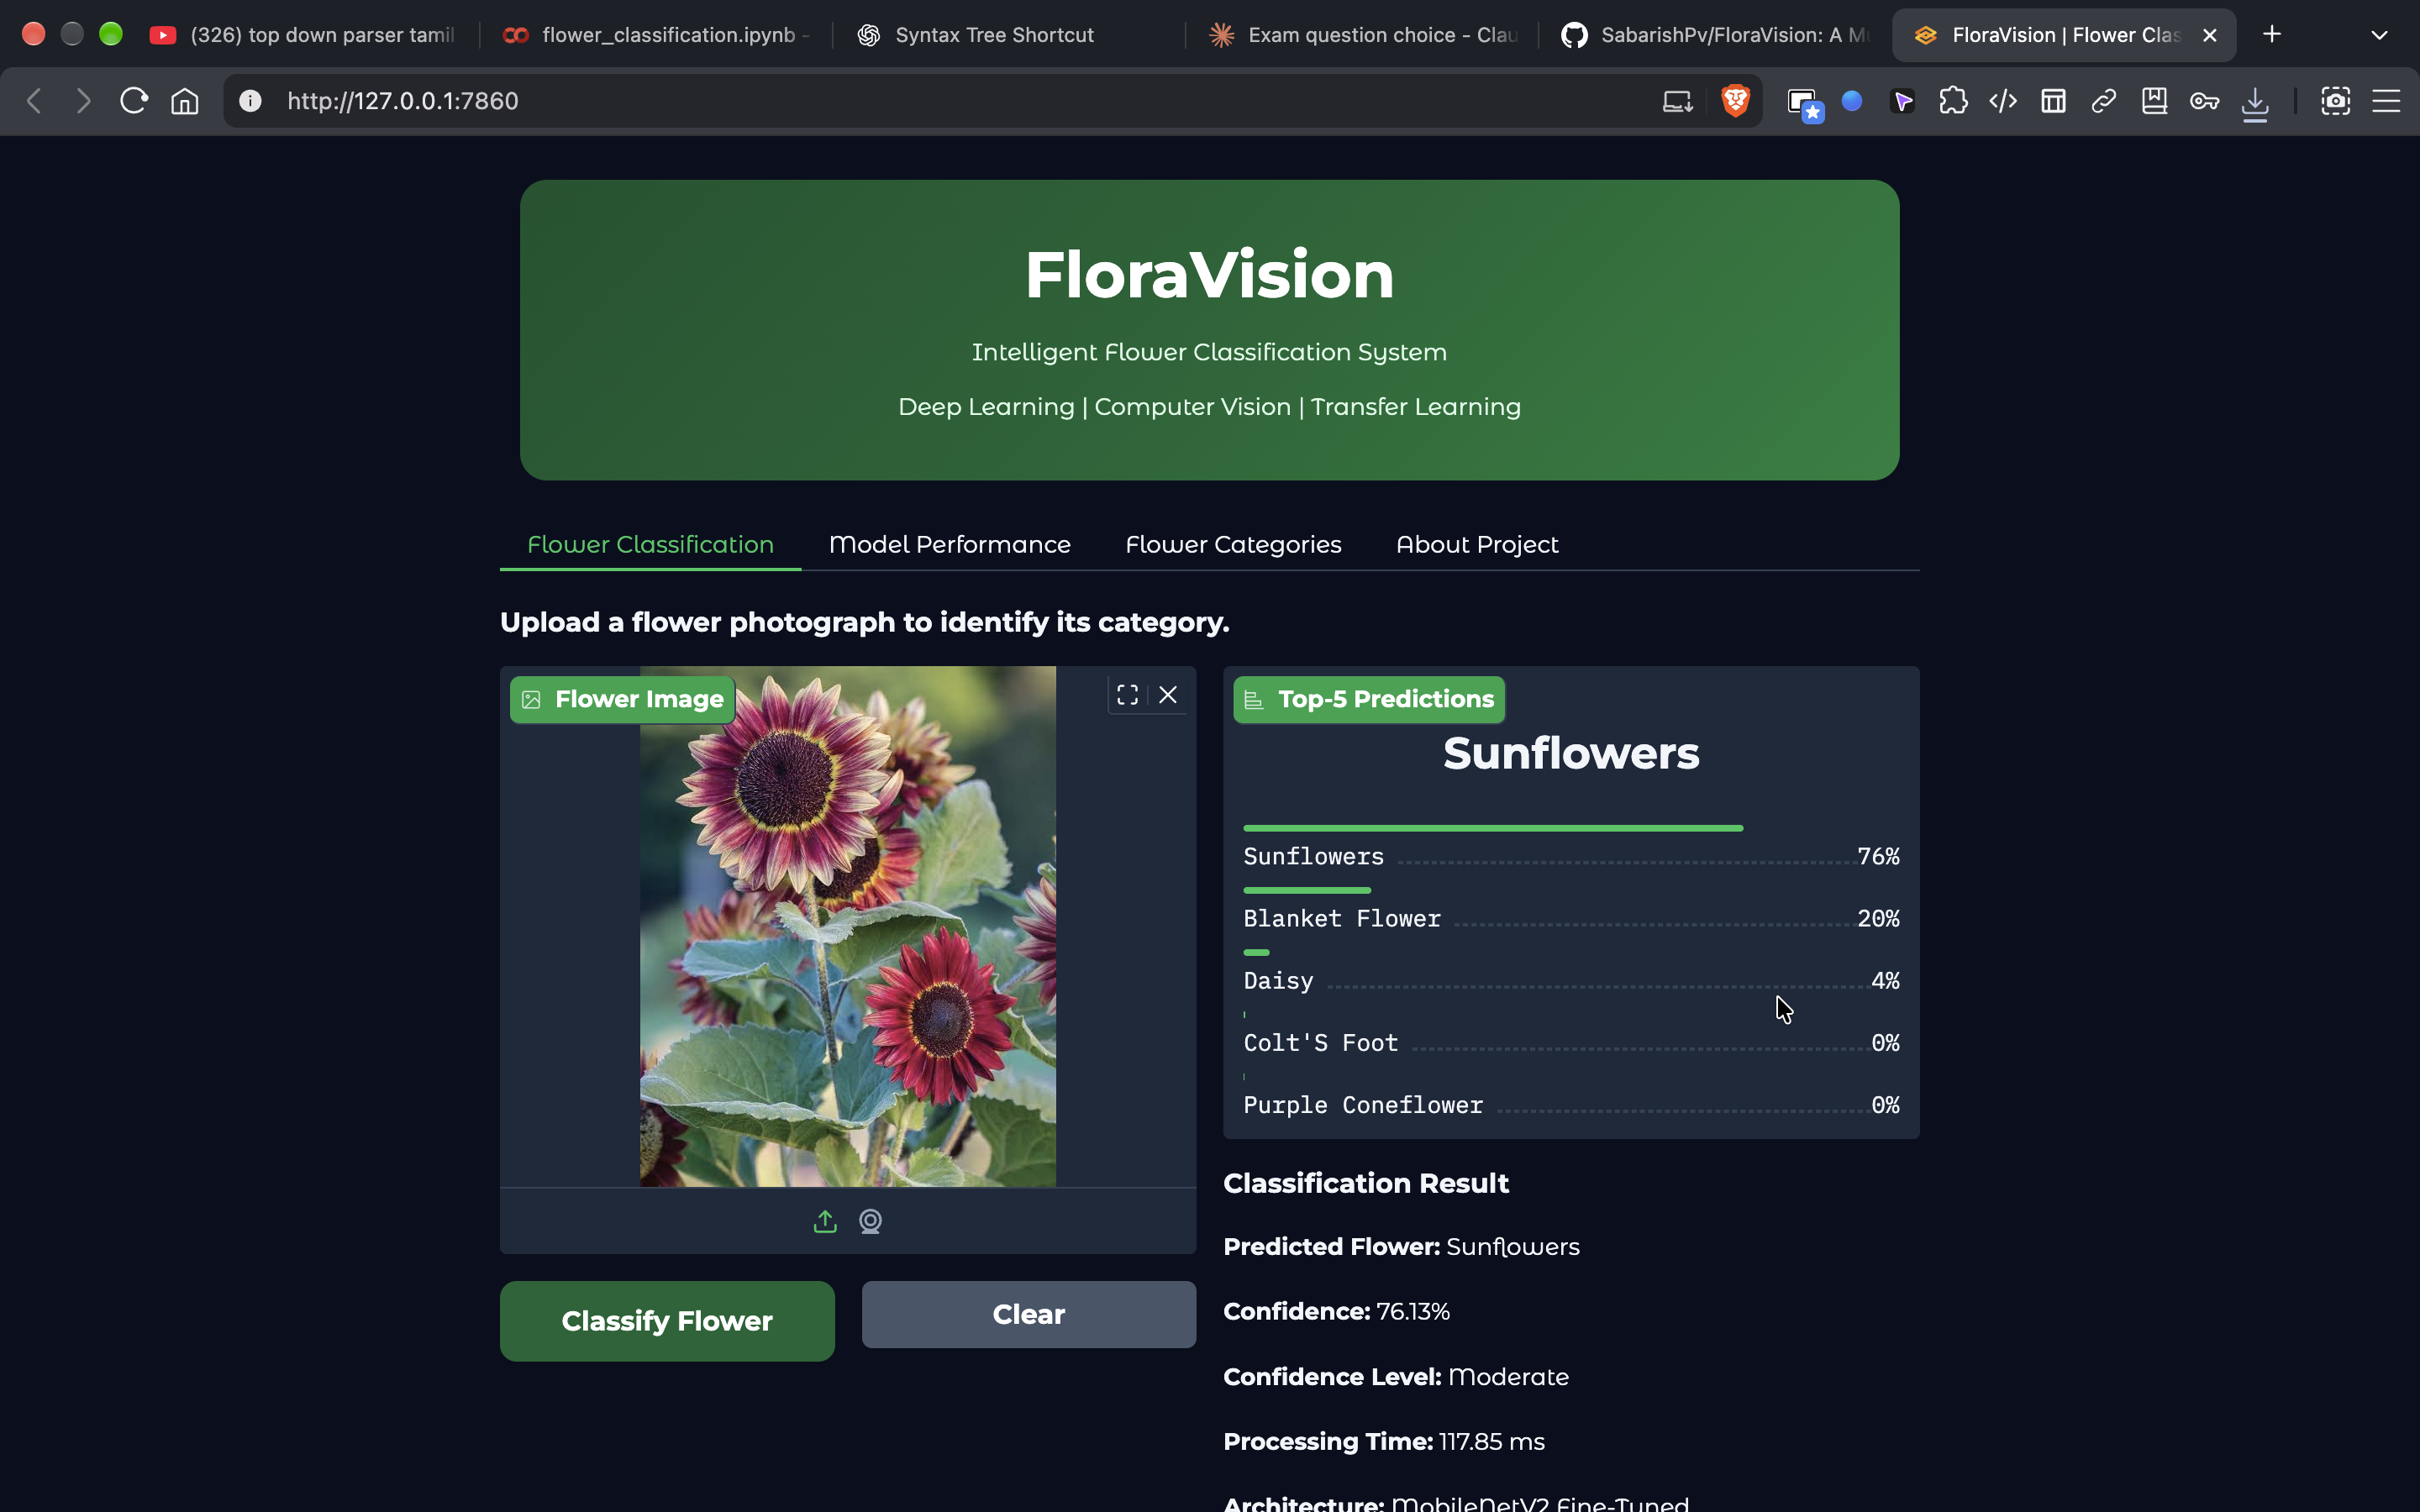 (326) top down parser tamil
flower_classification.ipynb -
Syntax Tree Shortcut
Exam question choice - Clau
SabarishPv/FloraVision: A Mu
FloraVision | Flower Clas
http://127.0.0.1:7860
FloraVision
Intelligent Flower Classification System
Deep Learning | Computer Vision | Transfer Learning
Flower Classification
Model Performance
Flower Categories
About Project
Upload a flower photograph to identify its category.
Flower Image
Top-5 Predictions
Sunflowers
Sunflowers 76%
Blanket Flower 20%
Daisy 4%
Colt'S Foot 0%
Purple Coneflower 0%
Classify Flower
Clear
Classification Result
Predicted Flower: Sunflowers
Confidence: 76.13%
Confidence Level: Moderate
Processing Time: 117.85 ms
Architecture: MobileNetV2 Fine-Tuned